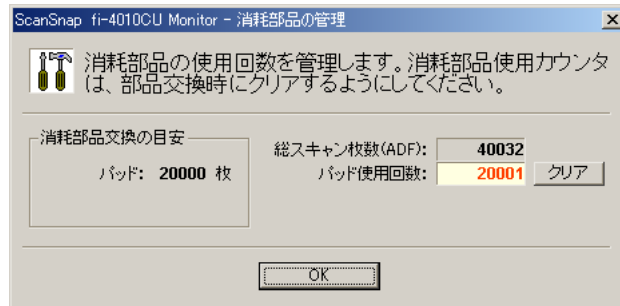 ScanSnap fi-4010CU Monitor - 消耗部品の管理
消耗部品の使用回数を管理します。消耗部品使用カウンタ
は、部品交換時にクリアするようにしてください。
消耗部品交換の目安
パッド: 20000 枚
総スキャン枚数(ADF): 40032
パッド使用回数: 20001 クリア
OK